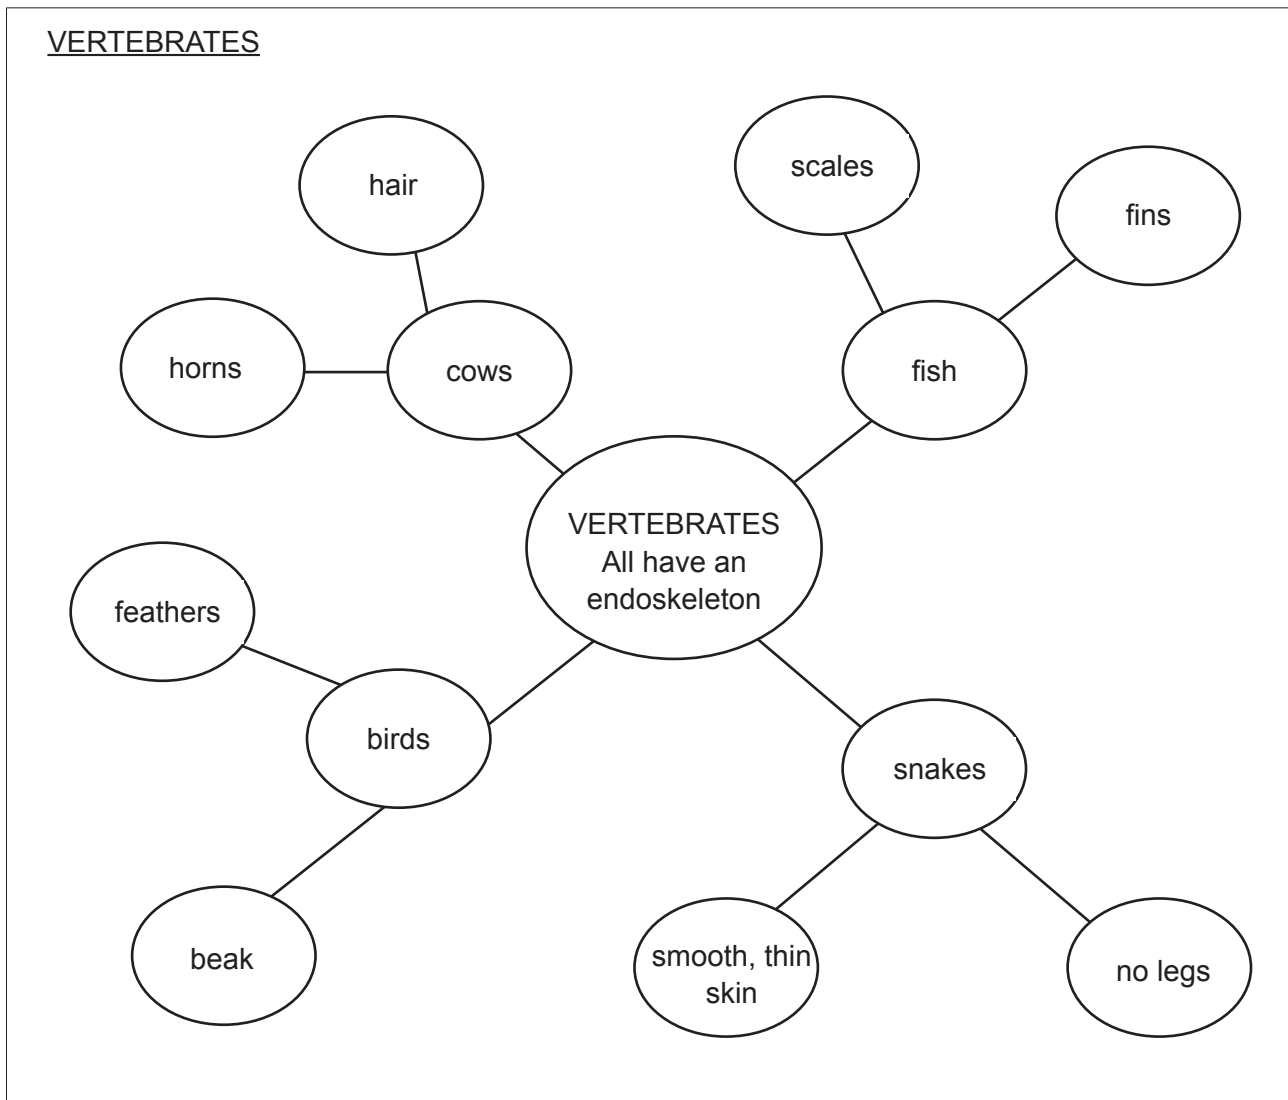 VERTEBRATES
scales
hair
fins
horns
cows
fish
VERTEBRATES
All have an
endoskeleton
feathers
birds
snakes
beak
smooth, thin
skin
no legs